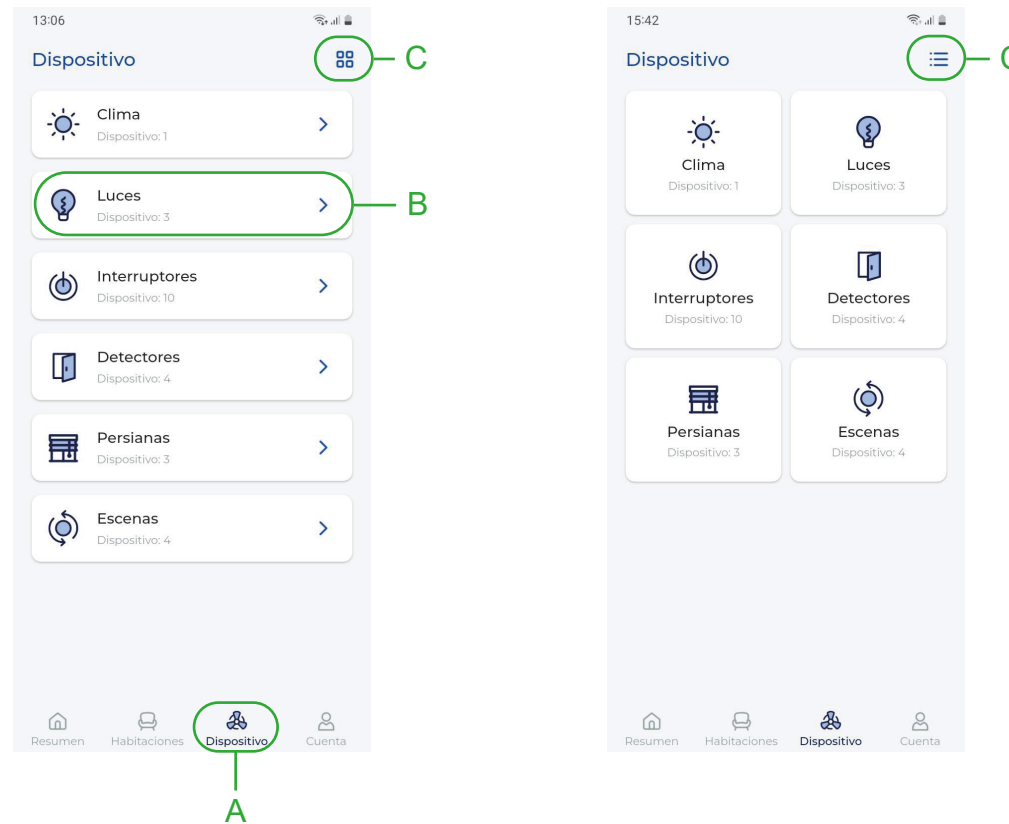 13:06
Dispositivo
C
Clima
Dispositivo: 1
Luces
Dispositivo: 3
B
Interruptores
Dispositivo: 10
Detectores
Dispositivo: 4
Persianas
Dispositivo: 3
Escenas
Dispositivo: 4
Resumen Habitaciones Dispositivo Cuenta
A
15:42
Dispositivo
Clima Luces
Dispositivo: 1 Dispositivo: 3
Interruptores Detectores
Dispositivo: 10 Dispositivo: 4
Persianas Escenas
Dispositivo: 3 Dispositivo: 4
Resumen Habitaciones Dispositivo Cuenta